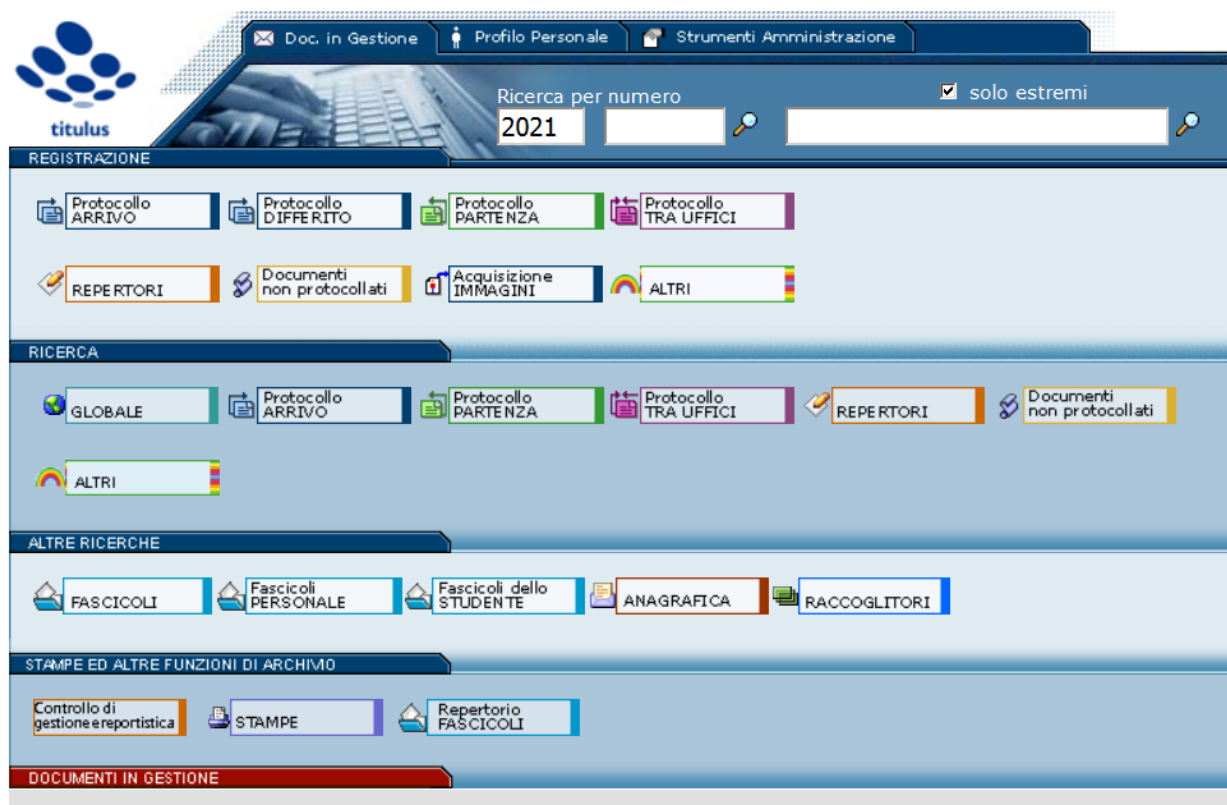 Doc. in Gestione Profilo Personale Strumenti Amministrazione
titulus
Ricerca per numero solo estremi
2021
REGISTRAZIONE
Protocollo ARRIVO
Protocollo DIFFERITO
Protocollo PARTENZA
Protocollo TRA UFFICI
REPERTORI
Documenti non protocollati
Acquisizione IMMAGINI
ALTRI
RICERCA
GLOBALE
Protocollo ARRIVO
Protocollo PARTENZA
Protocollo TRA UFFICI
REPERTORI
Documenti non protocollati
ALTRI
ALTRE RICERCHE
FASCICOLI
Fascicoli PERSONALE
Fascicoli dello STUDENTE
ANAGRAFICA
RACCOGLITORI
STAMPE ED ALTRE FUNZIONI DI ARCHIVIO
Controllo di gestione e reportistica
STAMPE
Repertorio FASCICOLI
DOCUMENTI IN GESTIONE